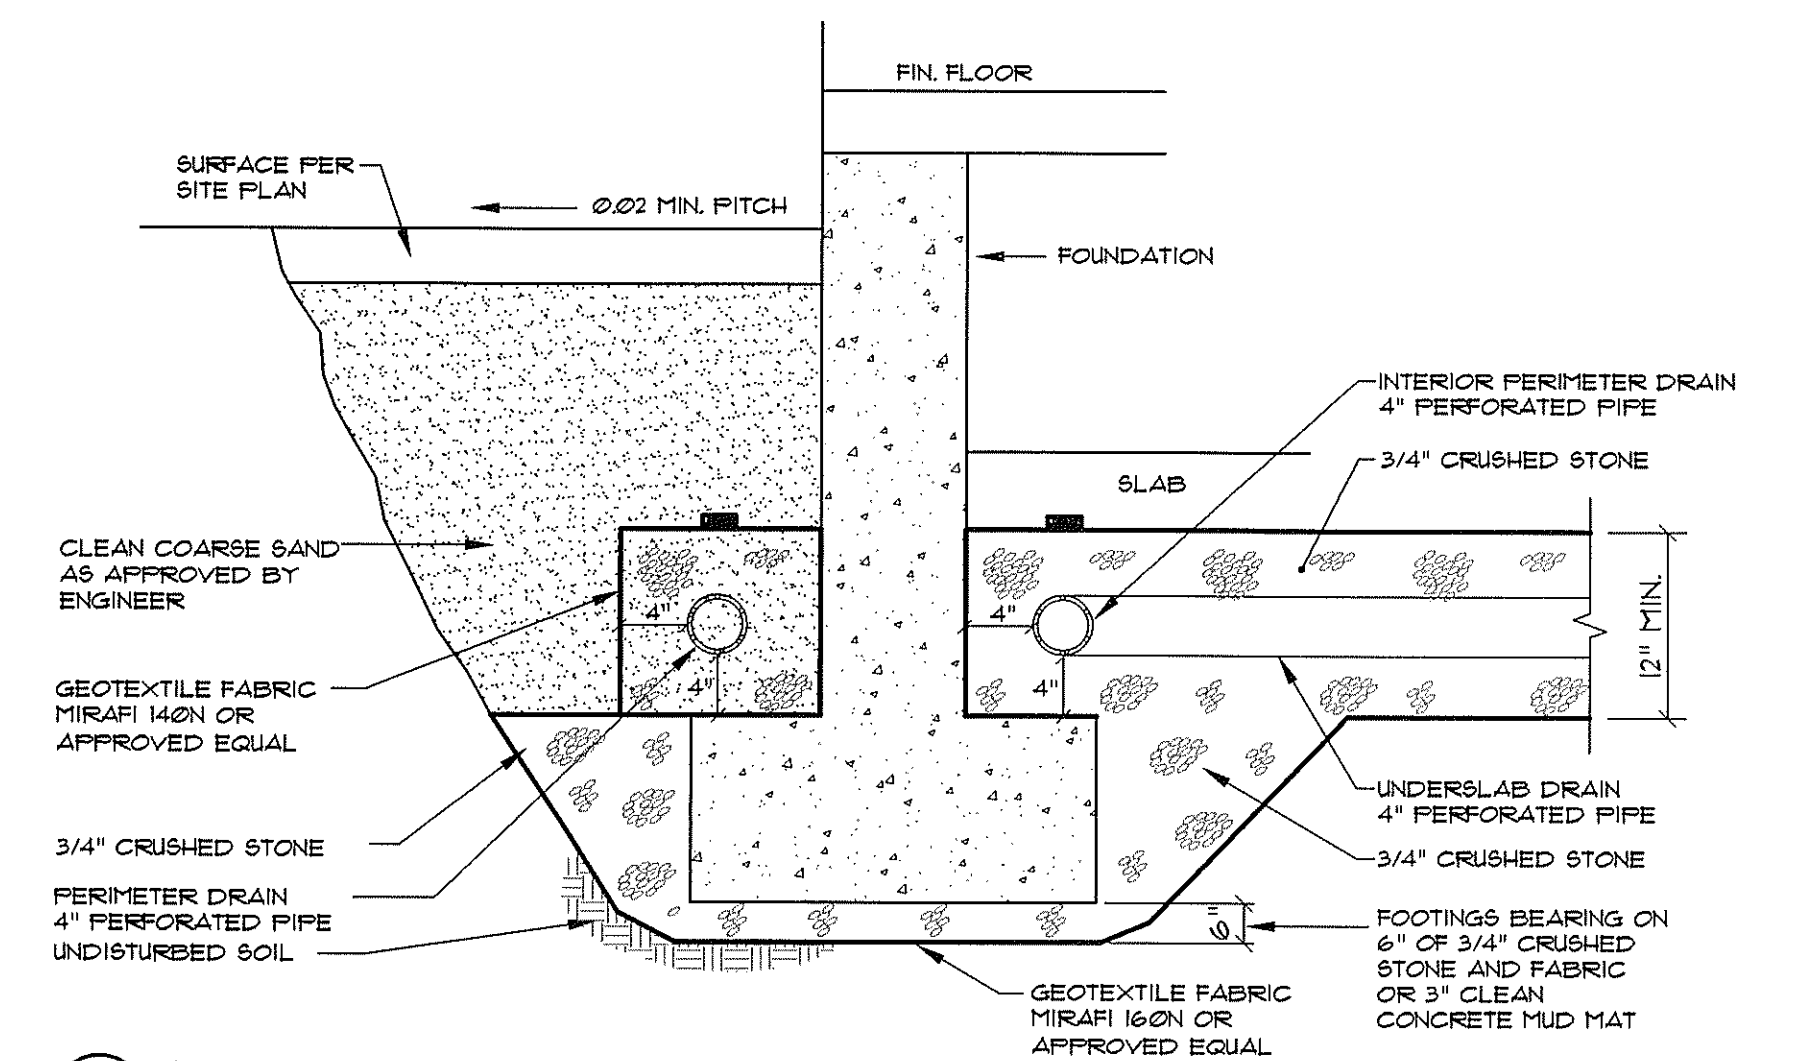 FIN. FLOOR
SURFACE PER
SITE PLAN
0.02 MIN. PITCH
FOUNDATION
INTERIOR PERIMETER DRAIN
4" PERFORATED PIPE
3/4" CRUSHED STONE
SLAB
CLEAN COARSE SAND
AS APPROVED BY
ENGINEER
4"
4"
12" MIN.
4"
4"
GEOTEXTILE FABRIC
MIRAFI 140N OR
APPROVED EQUAL
UNDERSLAB DRAIN
4" PERFORATED PIPE
3/4" CRUSHED STONE
3/4" CRUSHED STONE
PERIMETER DRAIN
4" PERFORATED PIPE
UNDISTURBED SOIL
6"
FOOTINGS BEARING ON
6" OF 3/4" CRUSHED
STONE AND FABRIC
OR 3" CLEAN
CONCRETE MUD MAT
GEOTEXTILE FABRIC
MIRAFI 160N OR
APPROVED EQUAL